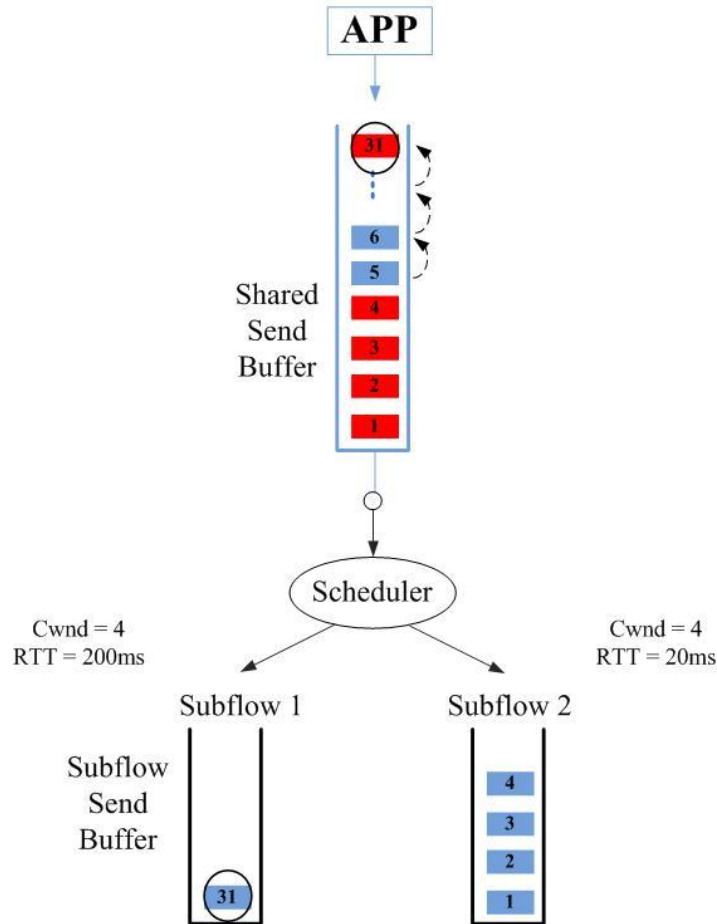 APP
31
6
5
4
3
2
1
Shared
Send
Buffer
Scheduler
Cwnd = 4
RTT = 200ms
Cwnd = 4
RTT = 20ms
Subflow 1
Subflow 2
Subflow
Send
Buffer
31
4
3
2
1